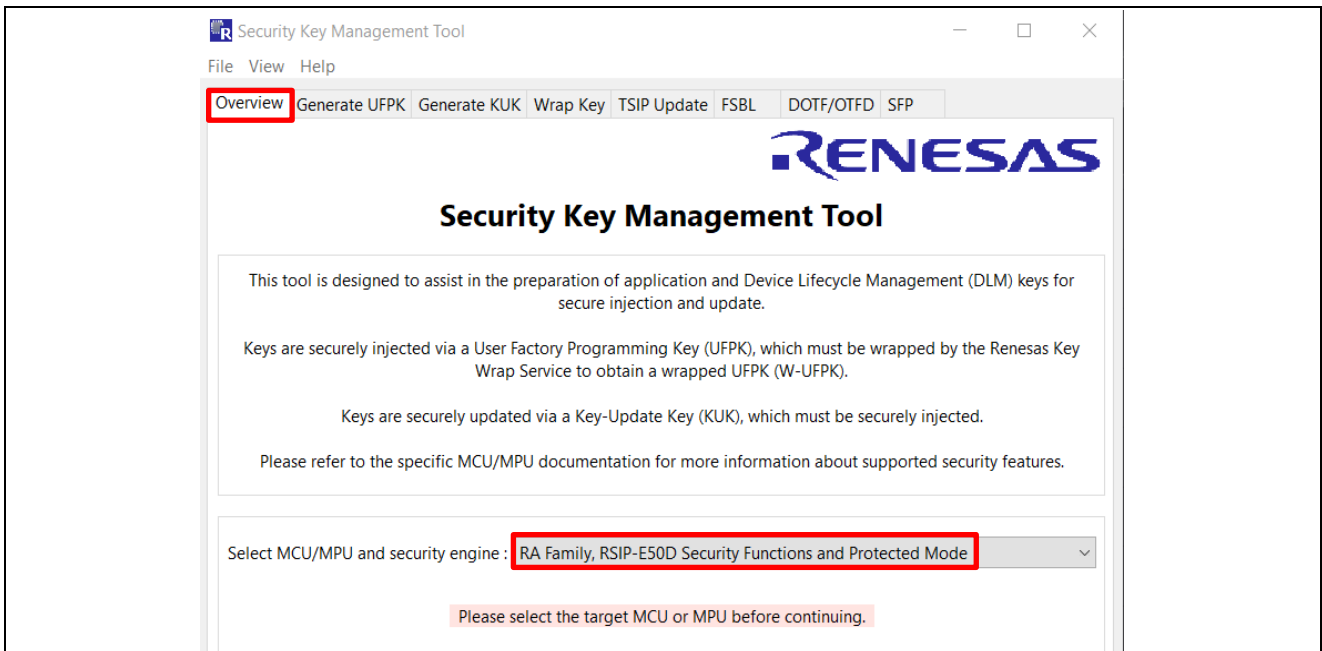 Security Key Management Tool
File View Help
Overview Generate UFPK Generate KUK Wrap Key TSIP Update FSBL DOTF/OTFD SFP
RENESAS
Security Key Management Tool
This tool is designed to assist in the preparation of application and Device Lifecycle Management (DLM) keys for
secure injection and update.
Keys are securely injected via a User Factory Programming Key (UFPK), which must be wrapped by the Renesas Key
Wrap Service to obtain a wrapped UFPK (W-UFPK).
Keys are securely updated via a Key-Update Key (KUK), which must be securely injected.
Please refer to the specific MCU/MPU documentation for more information about supported security features.
Select MCU/MPU and security engine : RA Family, RSIP-E50D Security Functions and Protected Mode
Please select the target MCU or MPU before continuing.